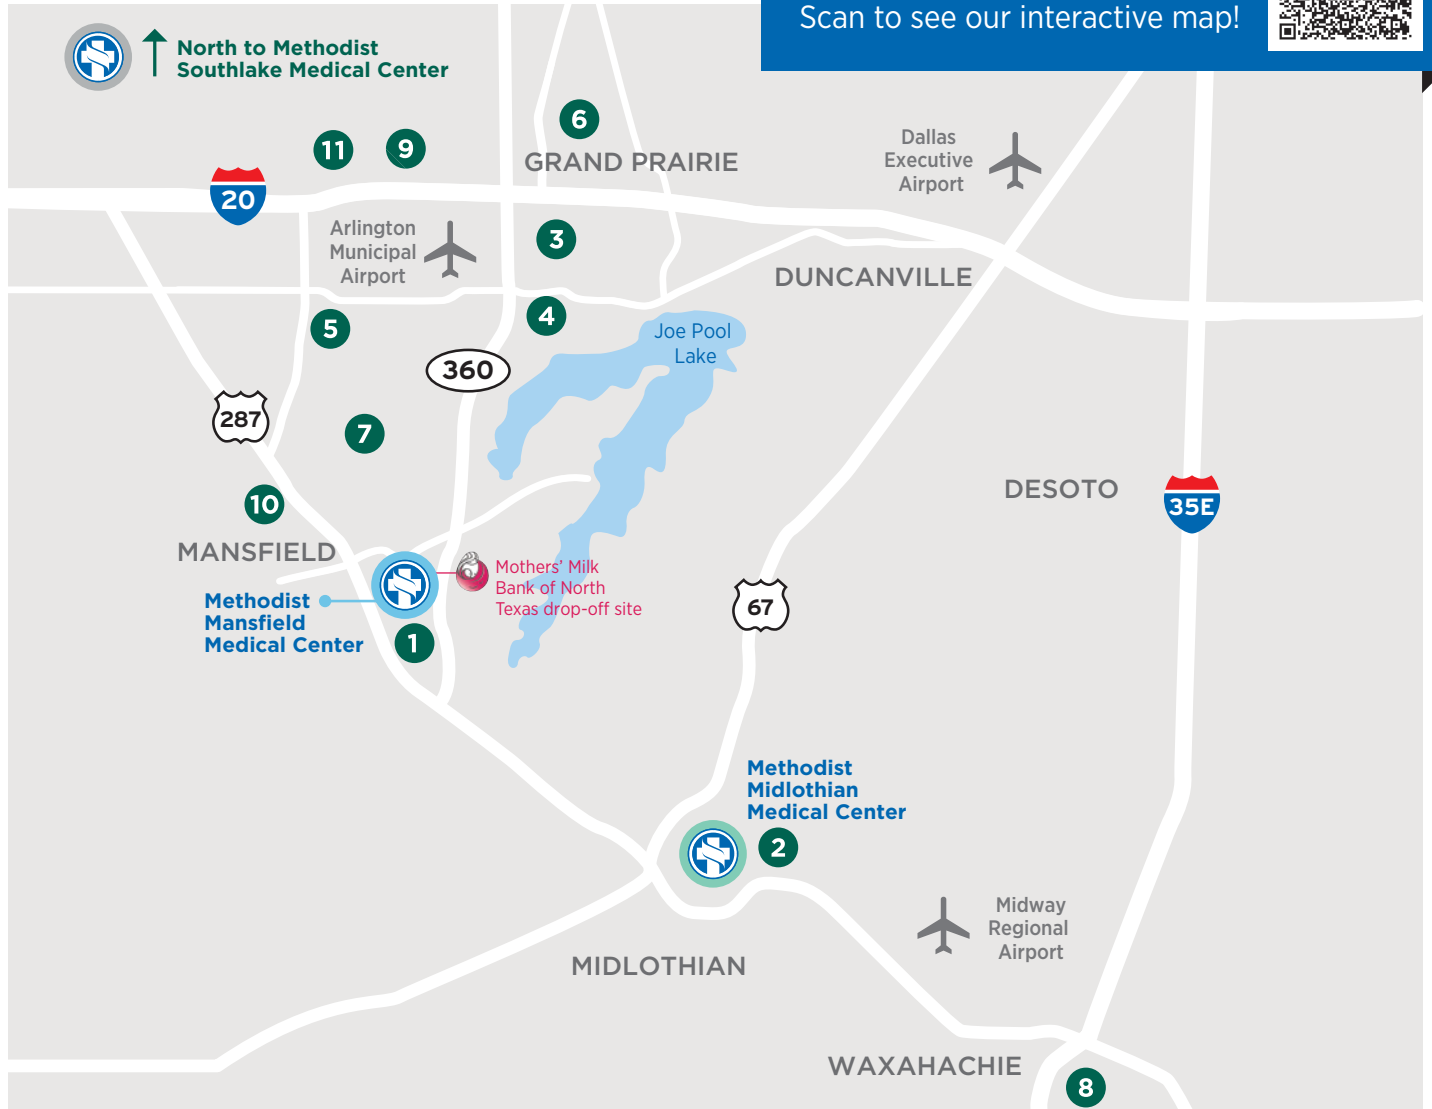 Scan to see our interactive map!
North to Methodist
Southlake Medical Center
6
11
9
GRAND PRAIRIE
Dallas
Executive
Airport
20
Arlington
Municipal
Airport
3
DUNCANVILLE
4
5
Joe Pool
Lake
360
287
7
10
DESOTO
35E
MANSFIELD
Mothers’ Milk
Bank of North
Texas drop-off site
Methodist
Mansfield
Medical Center
1
67
Methodist
Midlothian
Medical Center
2
Midway
Regional
Airport
MIDLOTHIAN
WAXAHACHIE
8